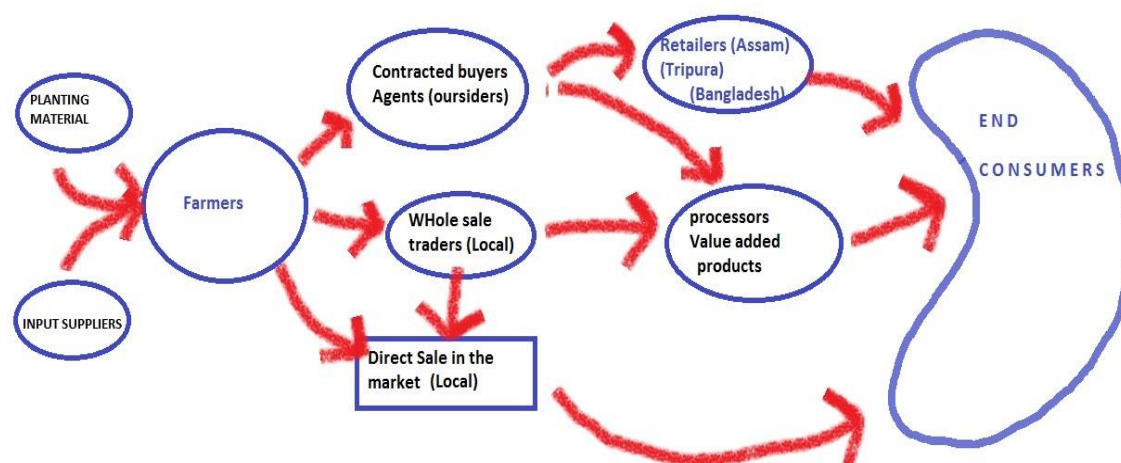 PLANTING
MATERIAL
INPUT SUPPLIERS
Farmers
Contracted buyers
Agents (oursiders)
WHole sale
traders (Local)
Direct Sale in the
market (Local)
Retailers (Assam)
(Tripura)
(Bangladesh)
processors
Value added
products
END
CONSUMERS